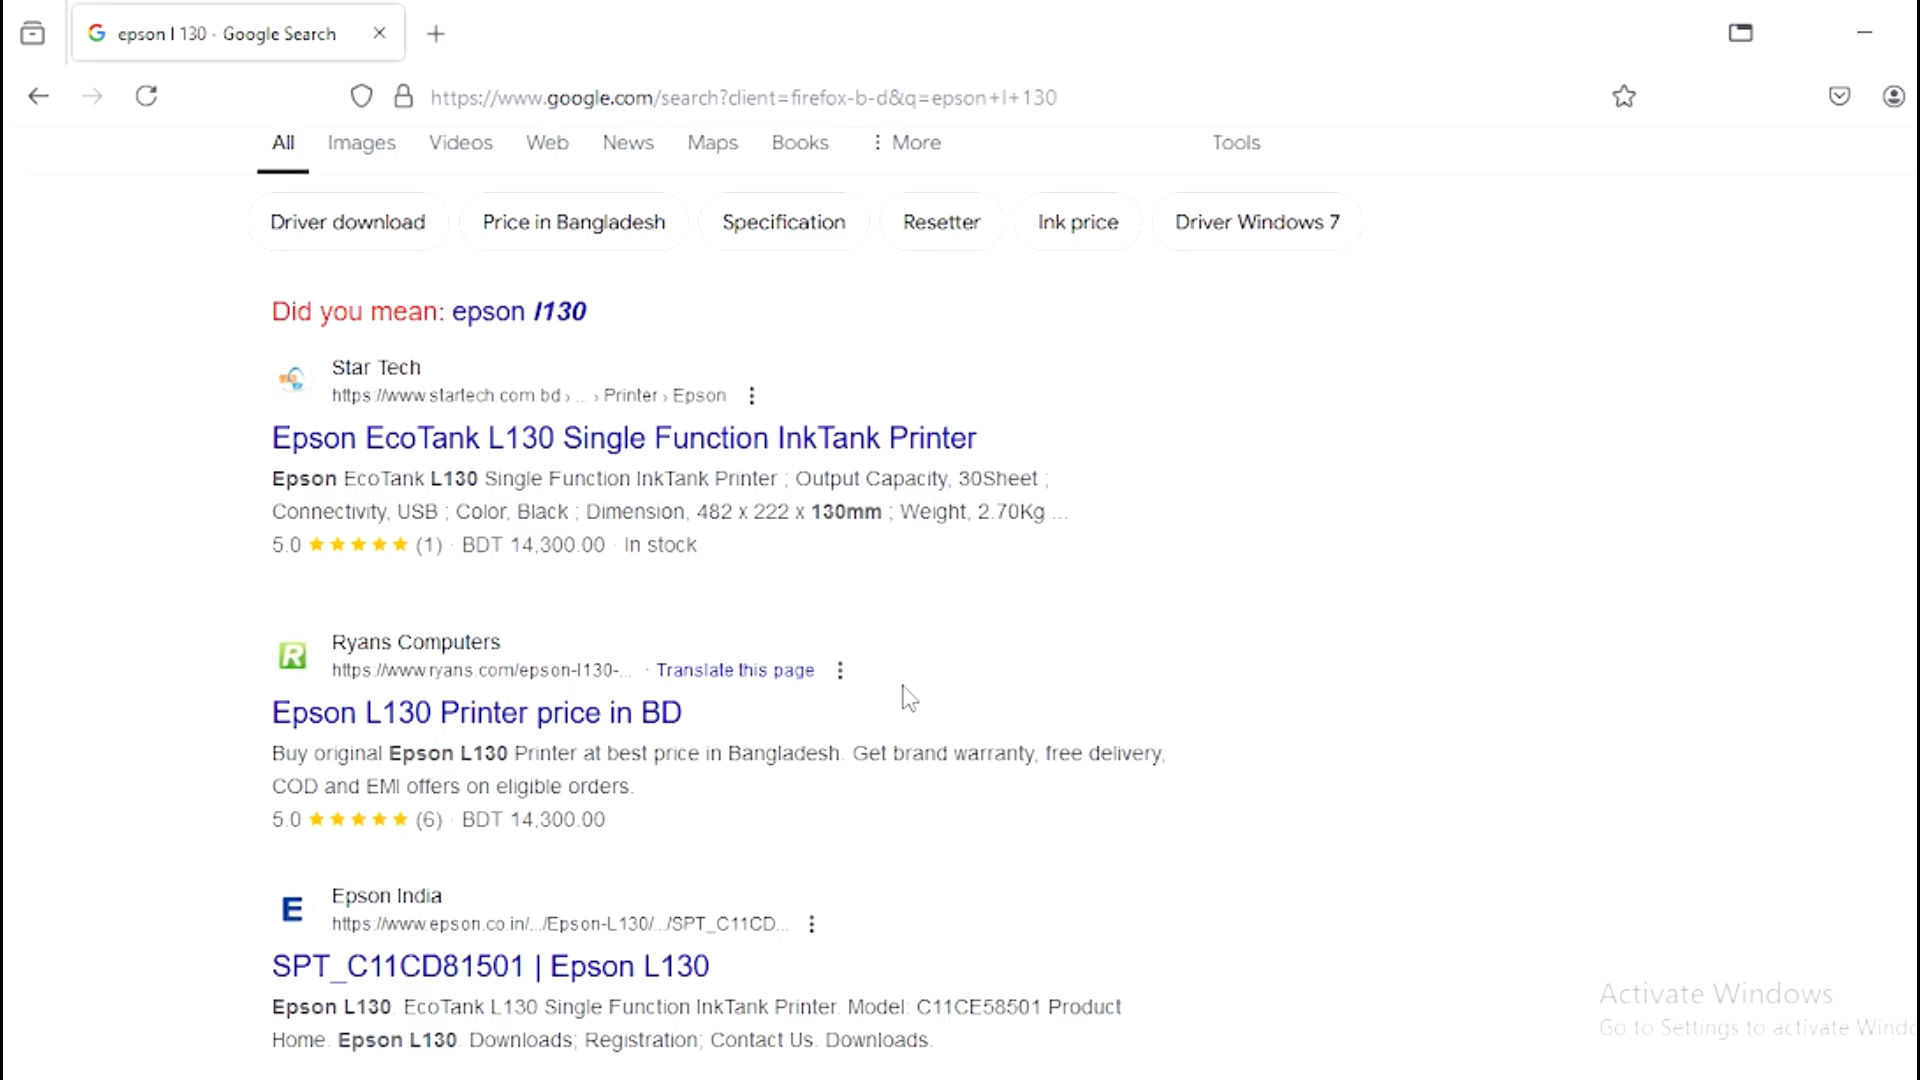 epson l 130 - Google Search
https://www.google.com/search?client=firefox-b-d&q=epson+l+130
All Images Videos Web News Maps Books More Tools
Driver download Price in Bangladesh Specification Resetter Ink price Driver Windows 7
Did you mean: epson l130
Star Tech
https://www.startech.com.bd › ... › Printer › Epson
Epson EcoTank L130 Single Function InkTank Printer
Epson EcoTank L130 Single Function InkTank Printer ; Output Capacity, 30Sheet ;
Connectivity, USB ; Color, Black ; Dimension, 482 x 222 x 130mm ; Weight, 2.70Kg ...
5.0 ★★★★★ (1) · BDT 14,300.00 · In stock
Ryans Computers
https://www.ryans.com/epson-l130-... · Translate this page
Epson L130 Printer price in BD
Buy original Epson L130 Printer at best price in Bangladesh. Get brand warranty, free delivery,
COD and EMI offers on eligible orders.
5.0 ★★★★★ (6) · BDT 14,300.00
Epson India
https://www.epson.co.in/.../Epson-L130/.../SPT_C11CD...
SPT_C11CD81501 | Epson L130
Epson L130. EcoTank L130 Single Function InkTank Printer. Model: C11CE58501 Product
Home. Epson L130. Downloads; Registration; Contact Us. Downloads.
Activate Windows
Go to Settings to activate Windo